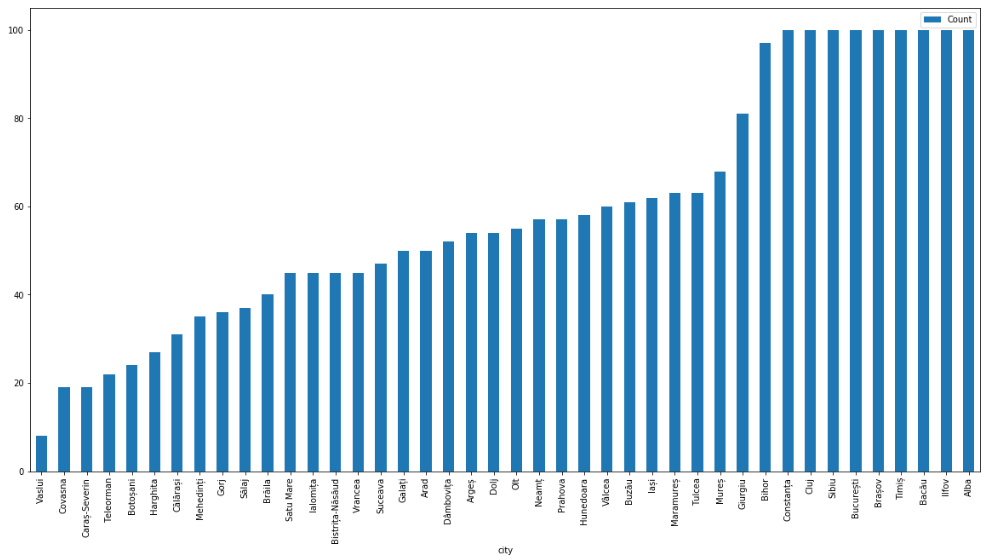 Count
100
80
60
40
20
0
Vaslui
Covasna
Caraș-Severin
Teleorman
Botoșani
Harghita
Călărași
Mehedinți
Gorj
Sălaj
Brăila
Satu Mare
Ialomița
Bistrița-Năsăud
Vrancea
Suceava
Galați
Arad
Dâmbovița
Argeș
Dolj
Olt
Neamț
Prahova
Hunedoara
Vâlcea
Buzău
Iași
Maramureș
Tulcea
Mureș
Giurgiu
Bihor
Constanța
Cluj
Sibiu
București
Brașov
Timiș
Bacău
Ilfov
Alba
city